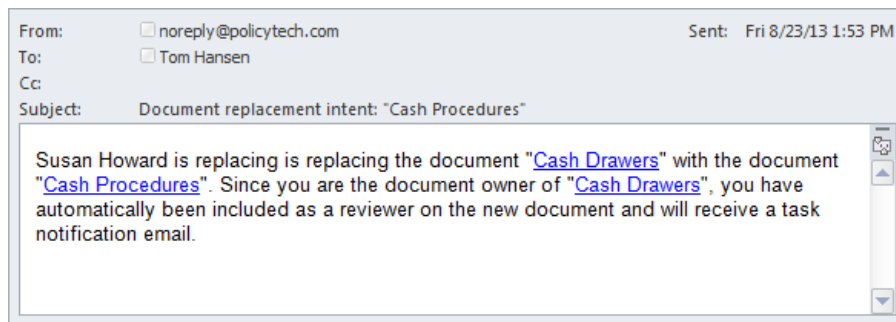 From: noreply@policytech.com Sent: Fri 8/23/13 1:53 PM
To: Tom Hansen
Cc:
Subject: Document replacement intent: "Cash Procedures"
Susan Howard is replacing is replacing the document "Cash Drawers" with the document
"Cash Procedures". Since you are the document owner of "Cash Drawers", you have
automatically been included as a reviewer on the new document and will receive a task
notification email.